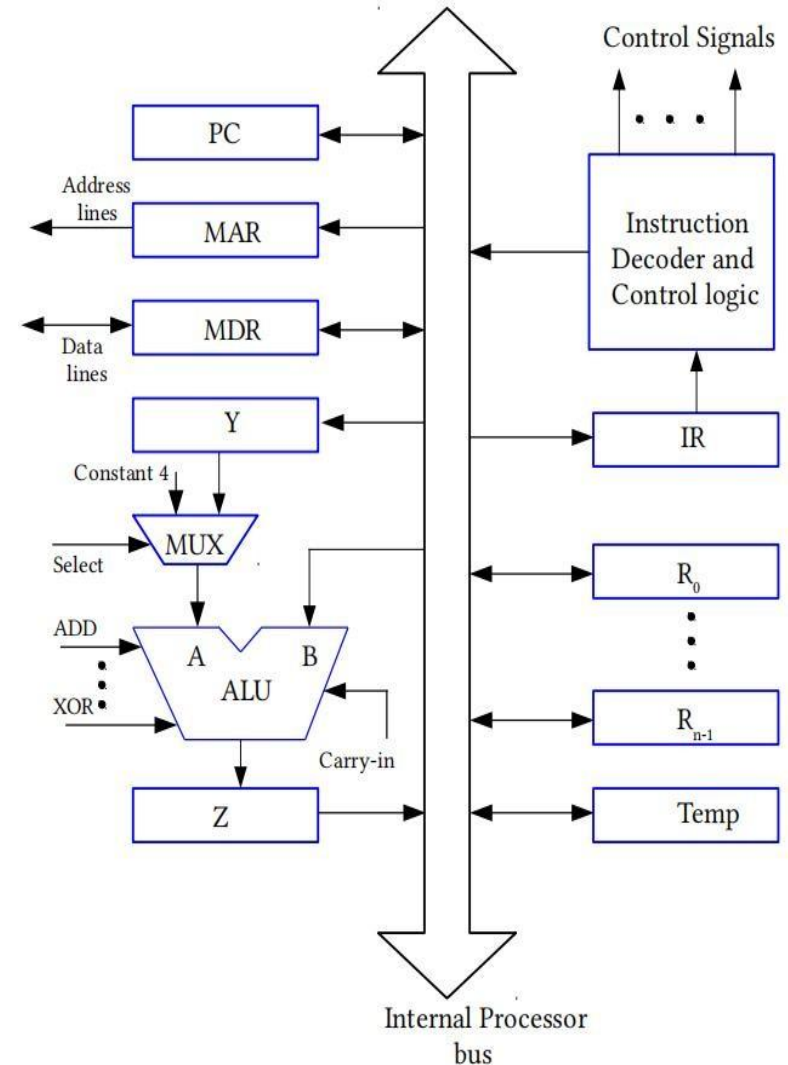 Control Signals
PC
Address
lines
MAR
Instruction
Decoder and
Control logic
MDR
Data
lines
Y
IR
Constant 4
MUX
Select
R0
ADD
A
B
ALU
XOR
Rn-1
Carry-in
Z
Temp
Internal Processor
bus